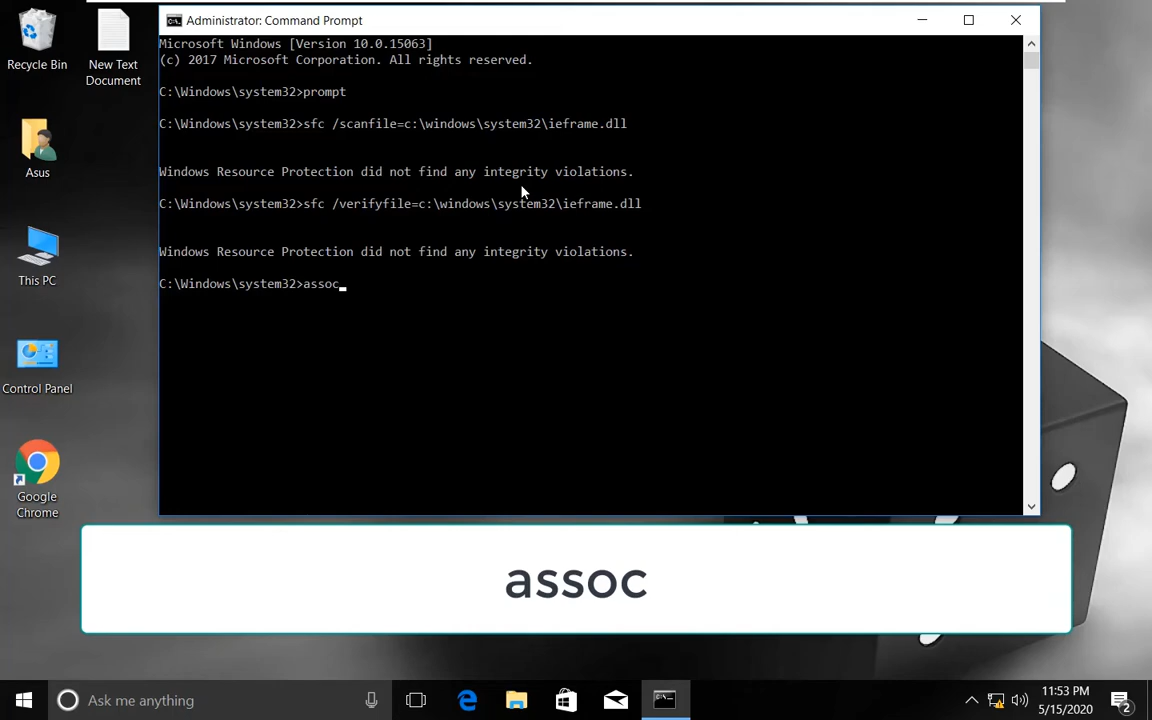 Recycle Bin
New Text
Document
Asus
This PC
Control Panel
Google
Chrome
Administrator: Command Prompt
Microsoft Windows [Version 10.0.15063]
(c) 2017 Microsoft Corporation. All rights reserved.
C:\Windows\system32>prompt
C:\Windows\system32>sfc /scanfile=c:\windows\system32\ieframe.dll
Windows Resource Protection did not find any integrity violations.
C:\Windows\system32>sfc /verifyfile=c:\windows\system32\ieframe.dll
Windows Resource Protection did not find any integrity violations.
C:\Windows\system32>assoc
assoc
Ask me anything
11:53 PM
5/15/2020
2